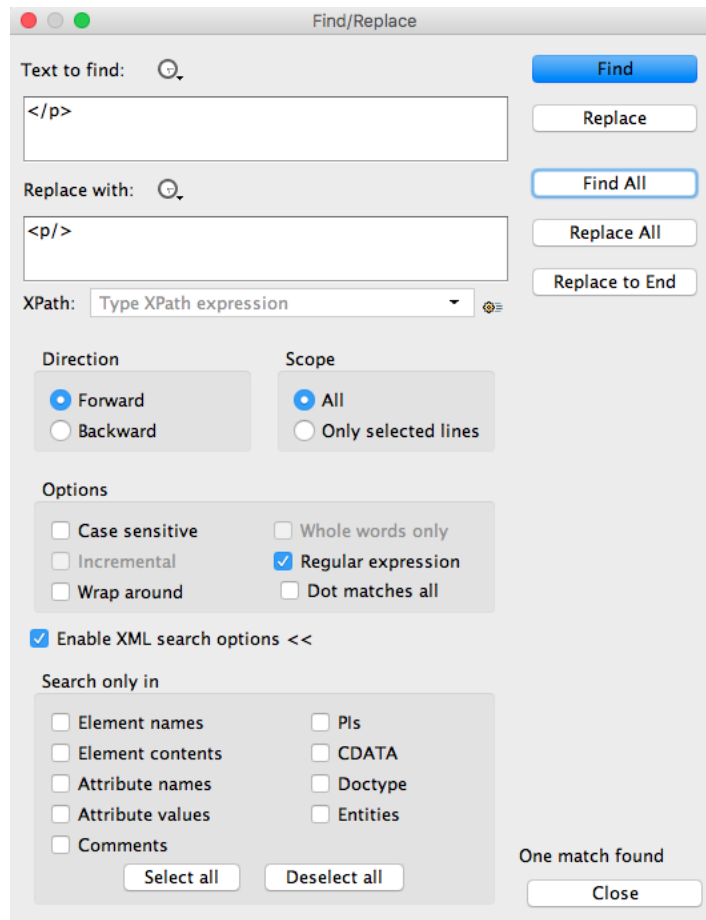 Find/Replace
Text to find:
Find
</p>
Replace
Replace with:
Find All
<p/>
Replace All
Replace to End
XPath: Type XPath expression
Direction
Scope
Forward
All
Backward
Only selected lines
Options
Case sensitive
Whole words only
Incremental
Regular expression
Wrap around
Dot matches all
Enable XML search options <<
Search only in
Element names
PIs
Element contents
CDATA
Attribute names
Doctype
Attribute values
Entities
Comments
Select all
Deselect all
One match found
Close